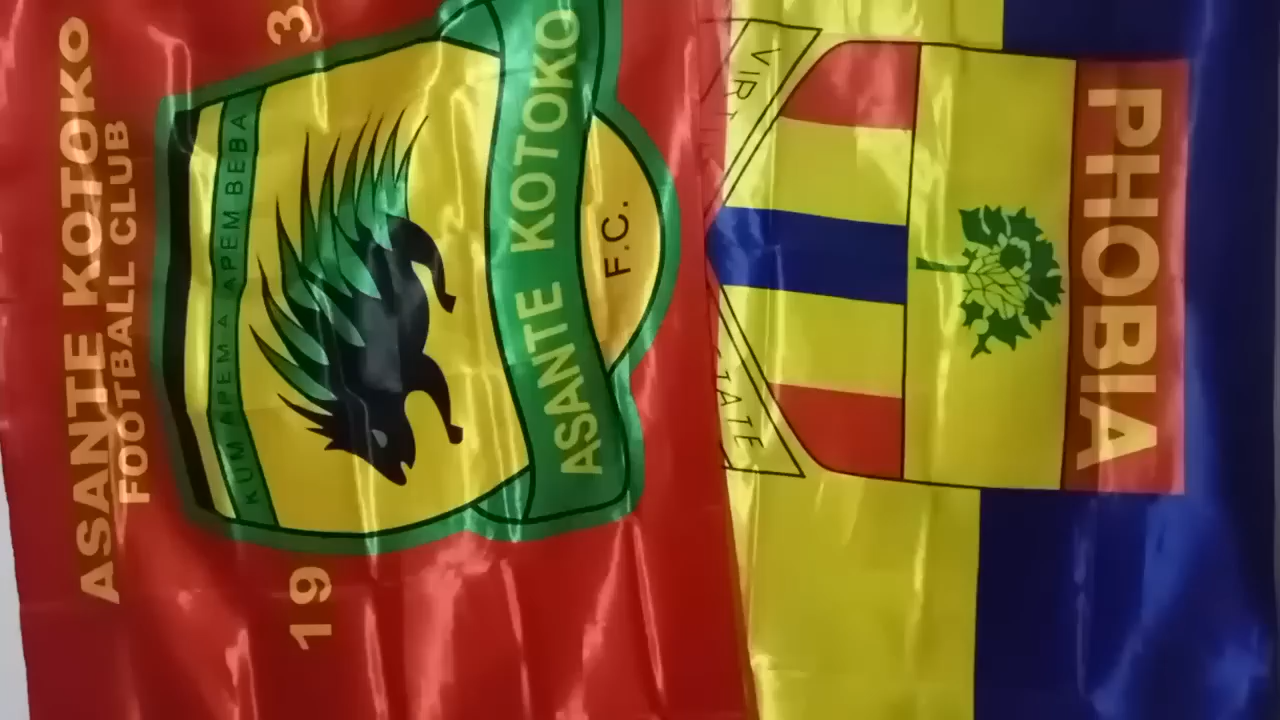 ASANTE KOTOKO
FOOTBALL CLUB
19 3
KUM APEM A APEM BEBA
ASANTE KOTOKO
F.C.
PHOBIA